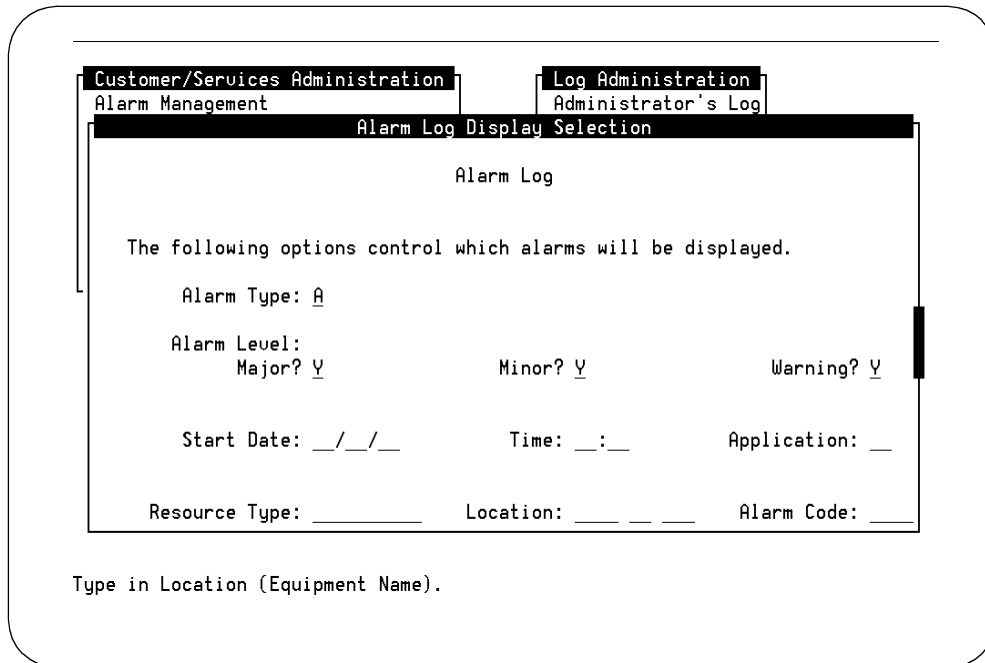 Customer/Services Administration Log Administration
Alarm Management Administrator's Log
Alarm Log Display Selection
Alarm Log
The following options control which alarms will be displayed.
Alarm Type: A
Alarm Level:
Major? Y Minor? Y Warning? Y
Start Date: __/__/__ Time: __:__ Application: __
Resource Type: __________ Location: ____ __ ___ Alarm Code: ____
Type in Location (Equipment Name).